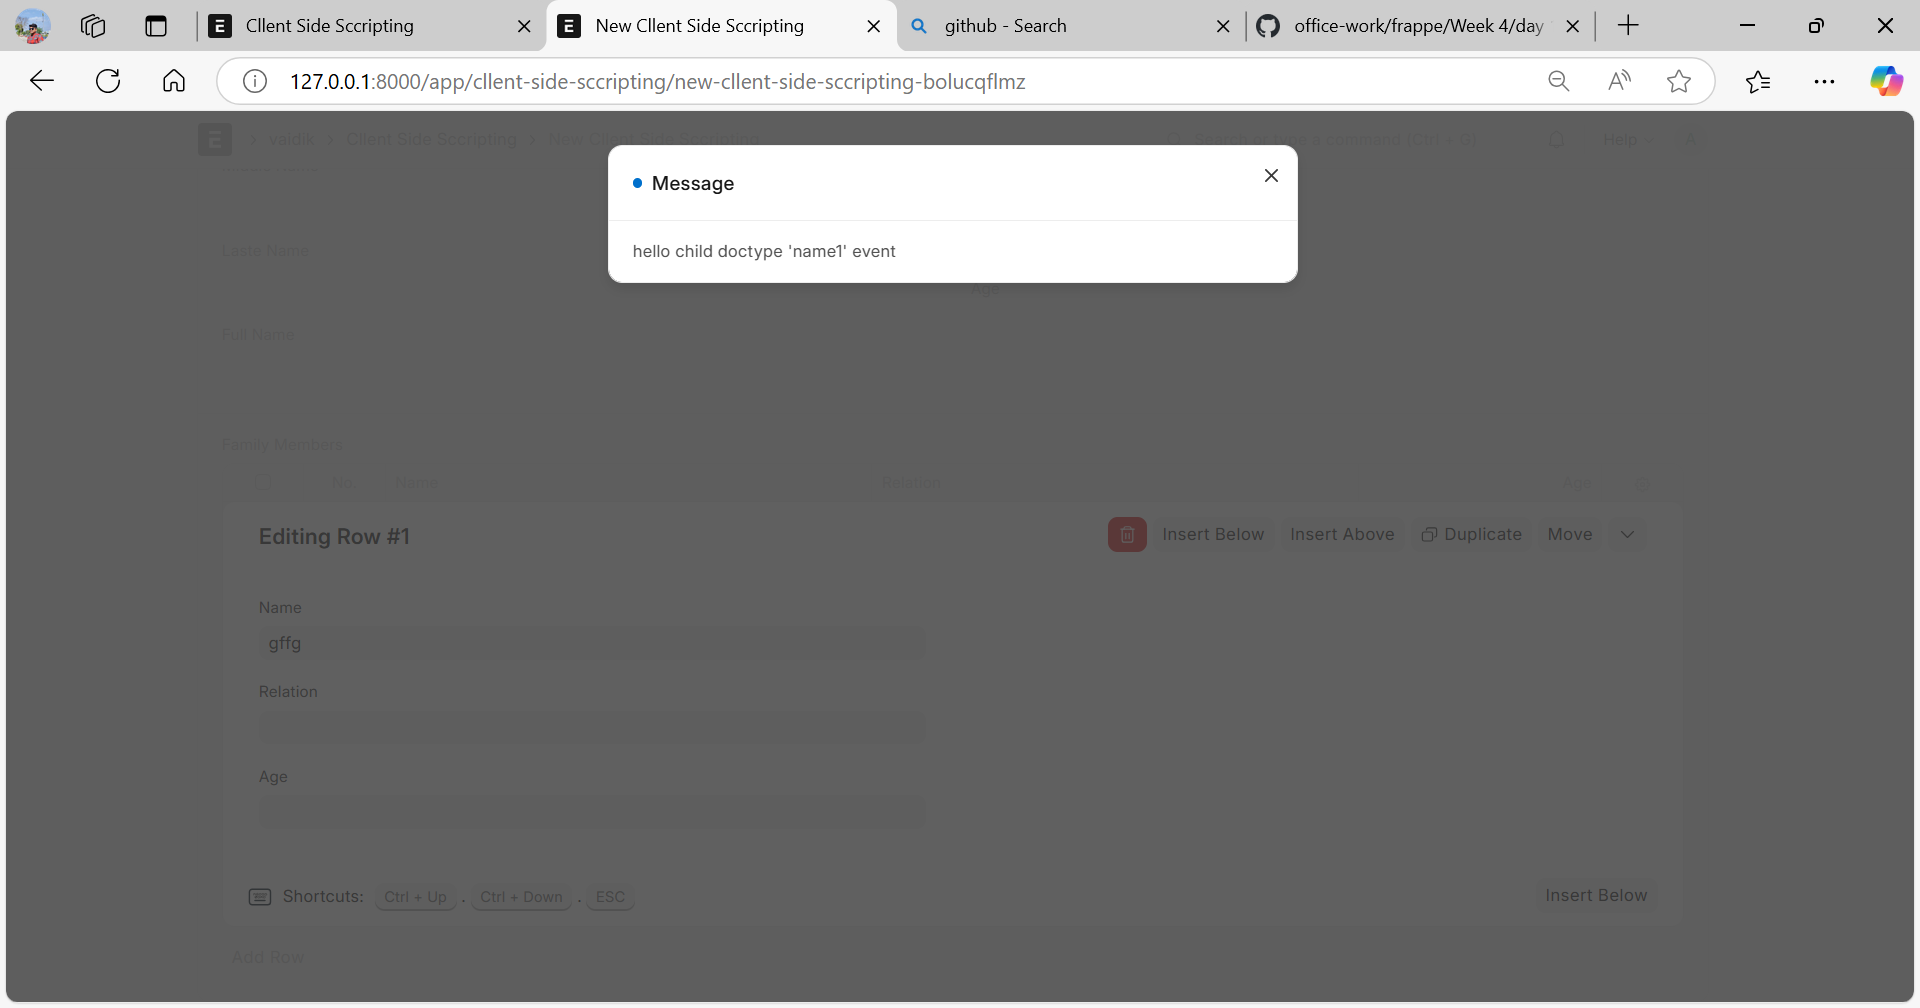 Cllent Side Sccripting
New Cllent Side Sccripting
github - Search
office-work/frappe/Week 4/day
127.0.0.1:8000/app/cllent-side-sccripting/new-cllent-side-sccripting-bolucqflmz
E › vaidik › Cllent Side Sccripting › New Cllent Side Sccripting
Search or type a command (Ctrl + G)
Help
A
Message
hello child doctype 'name1' event
Laste Name
Age
Full Name
Family Members
No.
Name
Relation
Age
Editing Row #1
Insert Below
Insert Above
Duplicate
Move
Name
gffg
Relation
Age
Shortcuts: Ctrl + Up . Ctrl + Down . ESC
Insert Below
Add Row